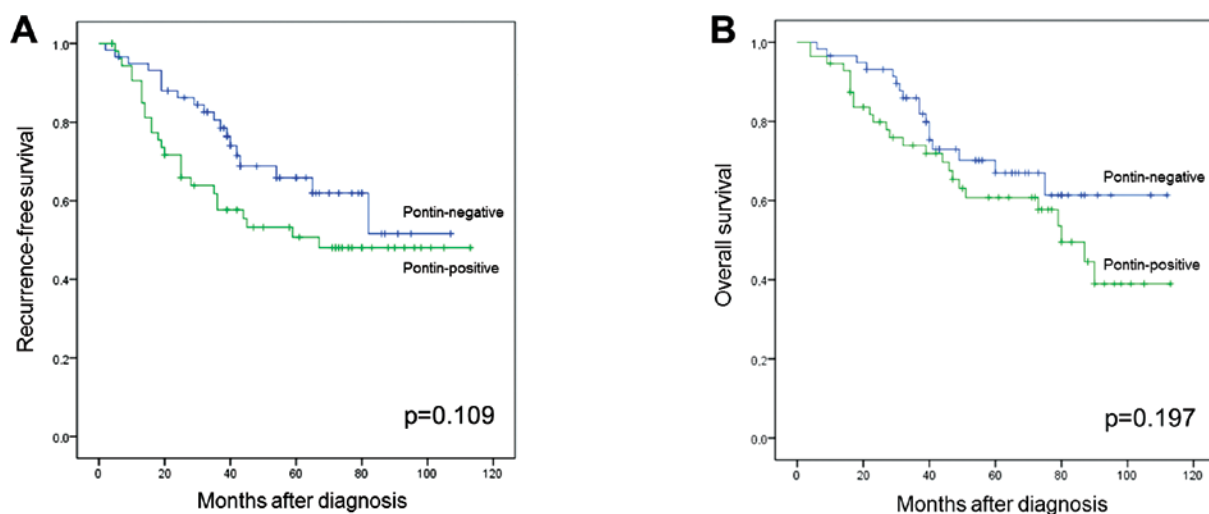 A
Recurrence-free survival
1.0
0.8
0.6
0.4
0.2
0.0
Pontin-negative
Pontin-positive
p=0.109
0 20 40 60 80 100 120
Months after diagnosis
B
Overall survival
1.0
0.8
0.6
0.4
0.2
0.0
Pontin-negative
Pontin-positive
p=0.197
0 20 40 60 80 100 120
Months after diagnosis